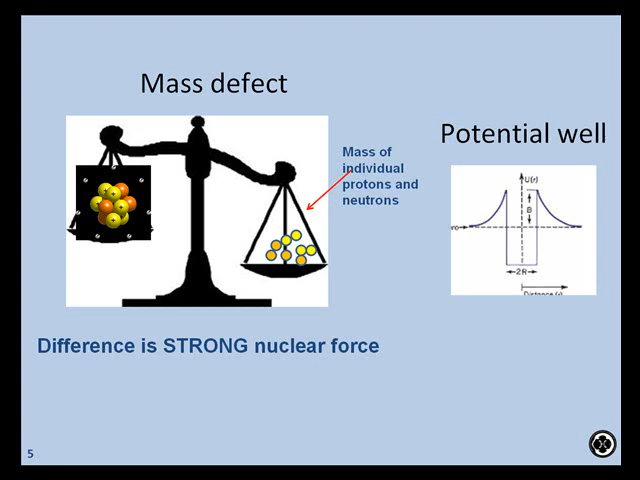 Mass defect
Potential well
Mass of
individual
protons and
neutrons
U(r)
B
2R
Distance (r)
Difference is STRONG nuclear force
5